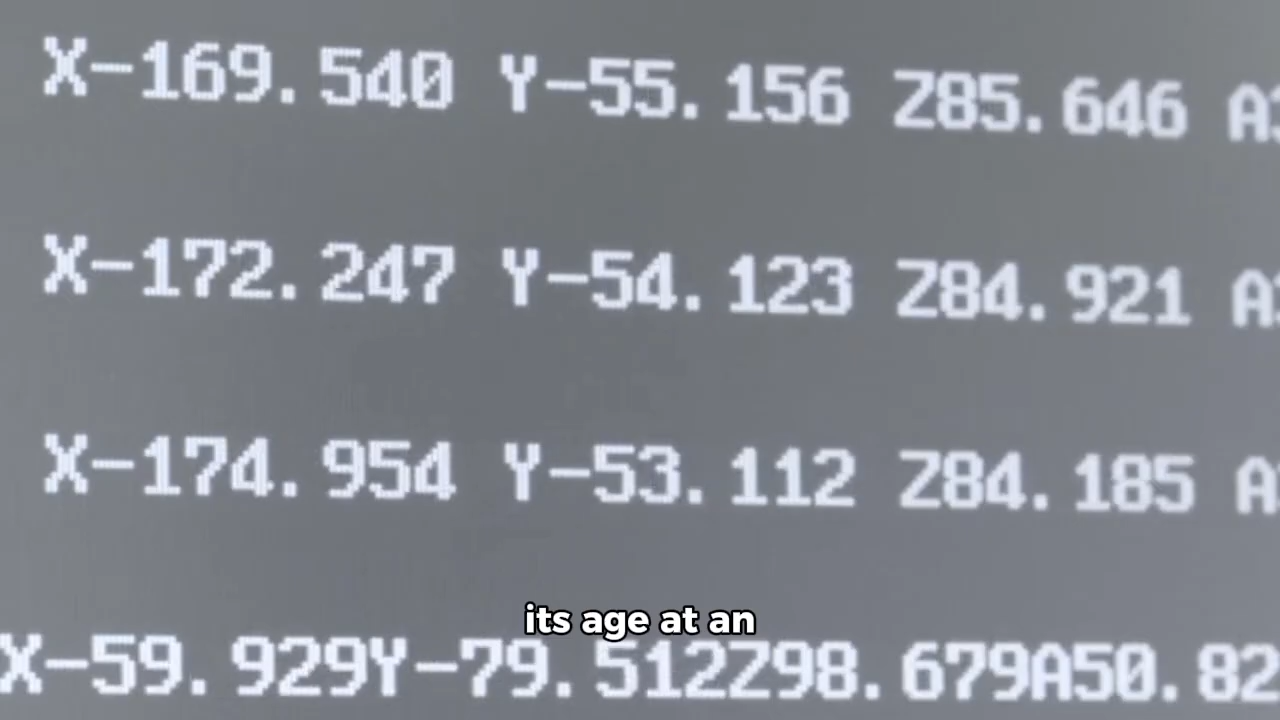 X-169.540 Y-55.156 Z85.646 A
X-172.247 Y-54.123 Z84.921 A
X-174.954 Y-53.112 Z84.185 A
its age at an
X-59.929Y-79.512Z98.679A50.82